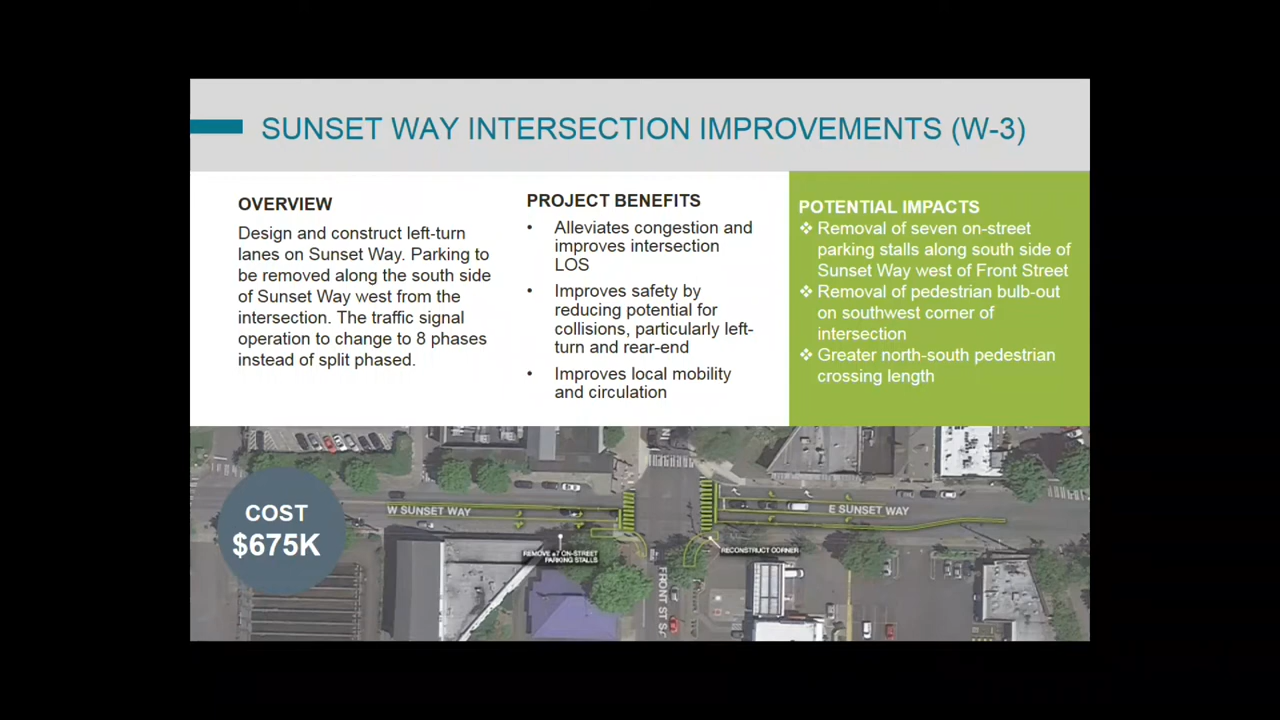 SUNSET WAY INTERSECTION IMPROVEMENTS (W-3)
OVERVIEW
Design and construct left-turn
lanes on Sunset Way. Parking to
be removed along the south side
of Sunset Way west from the
intersection. The traffic signal
operation to change to 8 phases
instead of split phased.
PROJECT BENEFITS
• Alleviates congestion and
improves intersection
LOS
• Improves safety by
reducing potential for
collisions, particularly left-
turn and rear-end
• Improves local mobility
and circulation
POTENTIAL IMPACTS
❖ Removal of seven on-street
parking stalls along south side of
Sunset Way west of Front Street
❖ Removal of pedestrian bulb-out
on southwest corner of
intersection
❖ Greater north-south pedestrian
crossing length
COST
$675K
W SUNSET WAY
E SUNSET WAY
REMOVE ±7 ON-STREET
PARKING STALLS
RECONSTRUCT CORNER
FRONT ST S